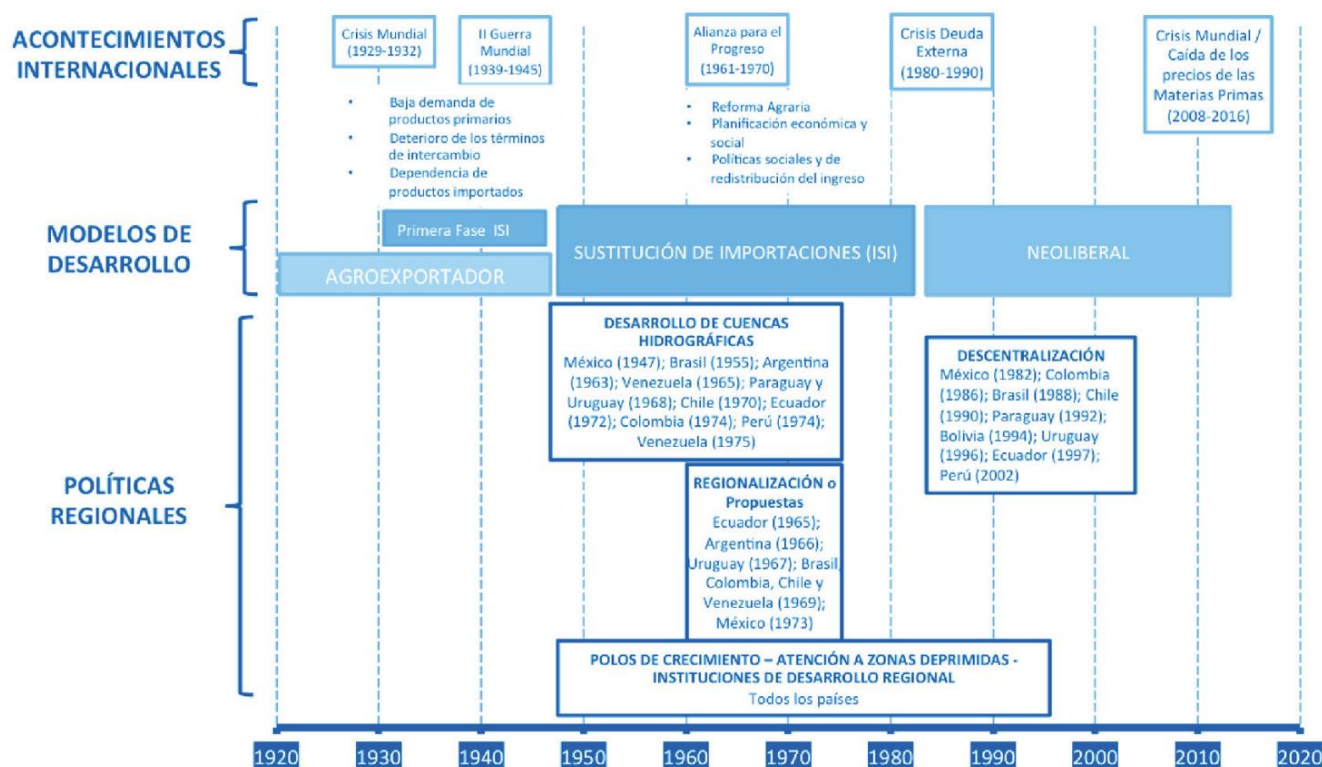 ACONTECIMIENTOS
INTERNACIONALES
Crisis Mundial
(1929-1932)
II Guerra
Mundial
(1939-1945)
Alianza para el
Progreso
(1961-1970)
Crisis Deuda
Externa
(1980-1990)
Crisis Mundial /
Caída de los
precios de las
Materias Primas
(2008-2016)
• Baja demanda de
productos primarios
• Deterioro de los términos
de intercambio
• Dependencia de
productos importados
• Reforma Agraria
• Planificación económica y
social
• Políticas sociales y de
redistribución del ingreso
MODELOS DE
DESARROLLO
Primera Fase ISI
AGROEXPORTADOR
SUSTITUCIÓN DE IMPORTACIONES (ISI)
NEOLIBERAL
POLÍTICAS
REGIONALES
DESARROLLO DE CUENCAS
HIDROGRÁFICAS
México (1947); Brasil (1955); Argentina
(1963); Venezuela (1965); Paraguay y
Uruguay (1968); Chile (1970); Ecuador
(1972); Colombia (1974); Perú (1974);
Venezuela (1975)
DESCENTRALIZACIÓN
México (1982); Colombia
(1986); Brasil (1988); Chile
(1990); Paraguay (1992);
Bolivia (1994); Uruguay
(1996); Ecuador (1997);
Perú (2002)
REGIONALIZACIÓN o
Propuestas
Ecuador (1965);
Argentina (1966);
Uruguay (1967); Brasil,
Colombia, Chile y
Venezuela (1969);
México (1973)
POLOS DE CRECIMIENTO – ATENCIÓN A ZONAS DEPRIMIDAS -
INSTITUCIONES DE DESARROLLO REGIONAL
Todos los países
1920 1930 1940 1950 1960 1970 1980 1990 2000 2010 2020